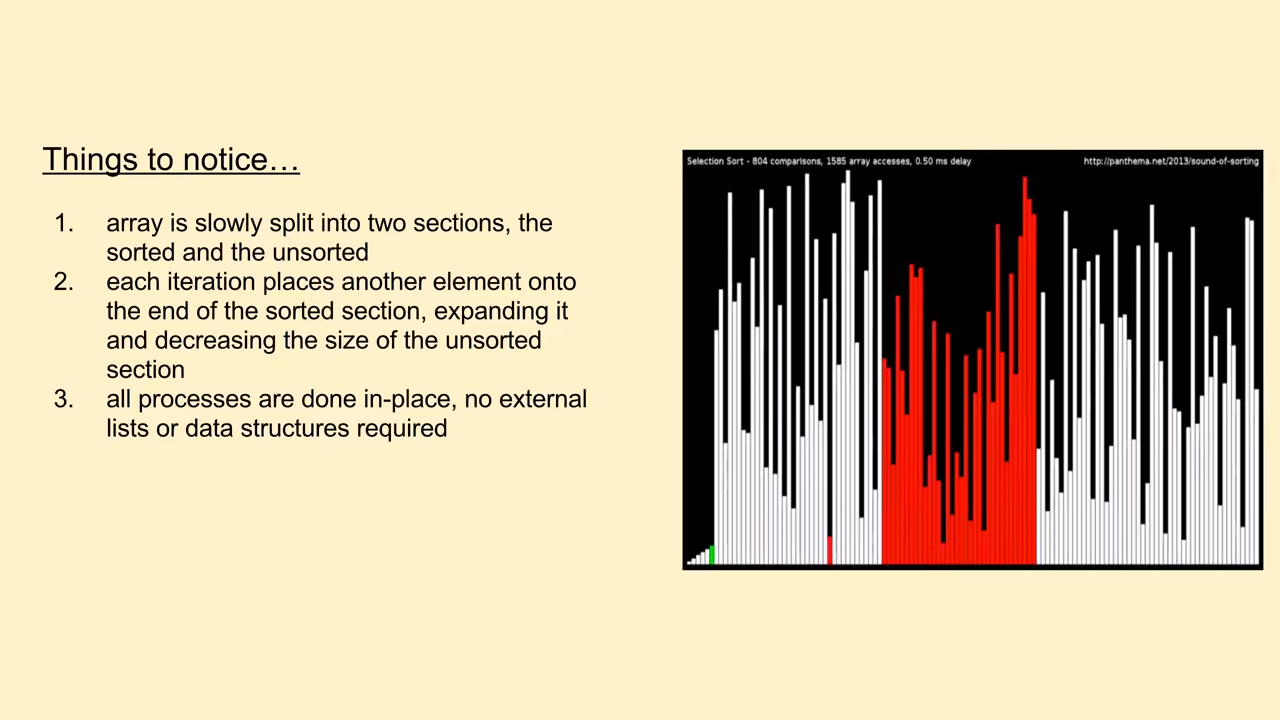 Things to notice…
1. array is slowly split into two sections, the
sorted and the unsorted
2. each iteration places another element onto
the end of the sorted section, expanding it
and decreasing the size of the unsorted
section
3. all processes are done in-place, no external
lists or data structures required
Selection Sort - 804 comparisons, 1585 array accesses, 0.50 ms delay
http://panthema.net/2013/sound-of-sorting